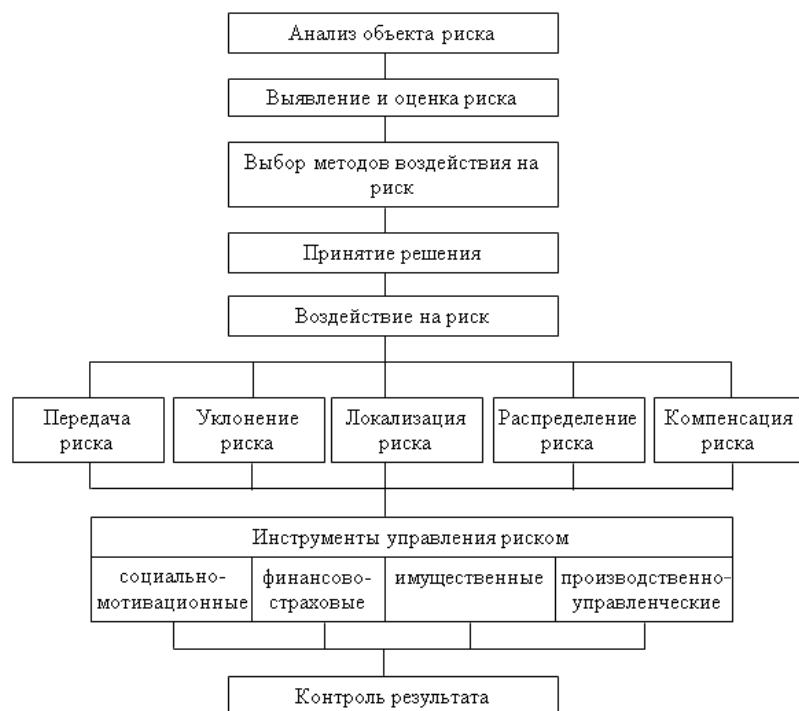 Анализ объекта риска
Выявление и оценка риска
Выбор методов воздействия на
риск
Принятие решения
Воздействие на риск
Передача
риска
Уклонение
риска
Локализация
риска
Распределение
риска
Компенсация
риска
Инструменты управления риском
социально-
мотивационные
финансово-
страховые
имущественные
производственно-
управленческие
Контроль результата